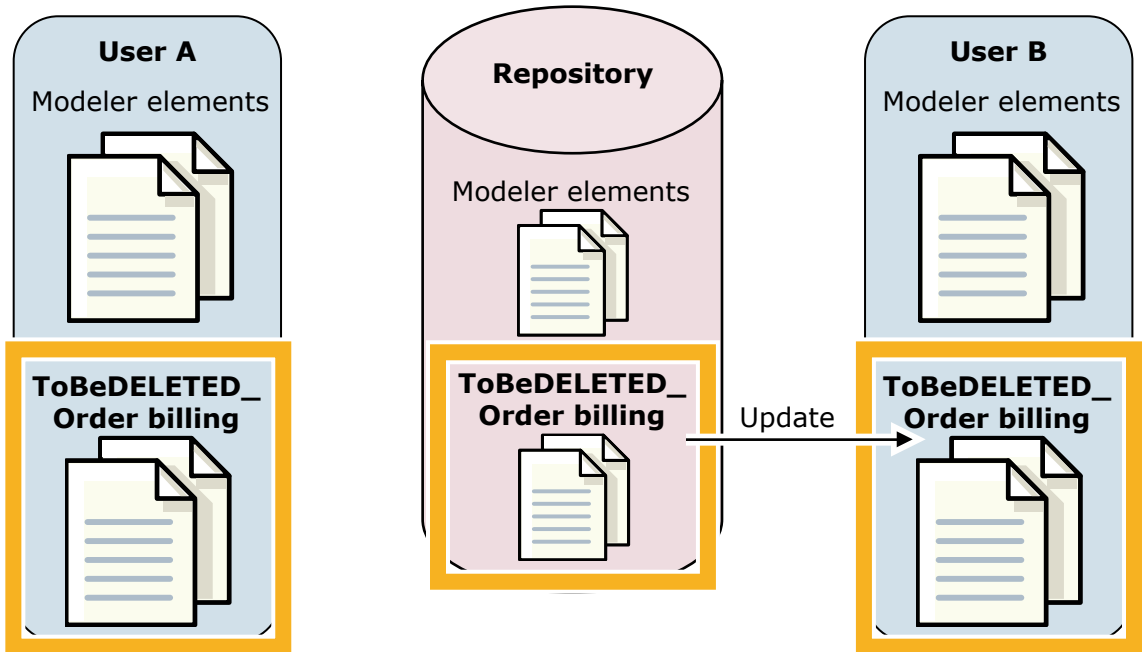 User A
Modeler elements
ToBeDELETED_
Order billing
Repository
Modeler elements
ToBeDELETED_
Order billing
Update
User B
Modeler elements
ToBeDELETED_
Order billing